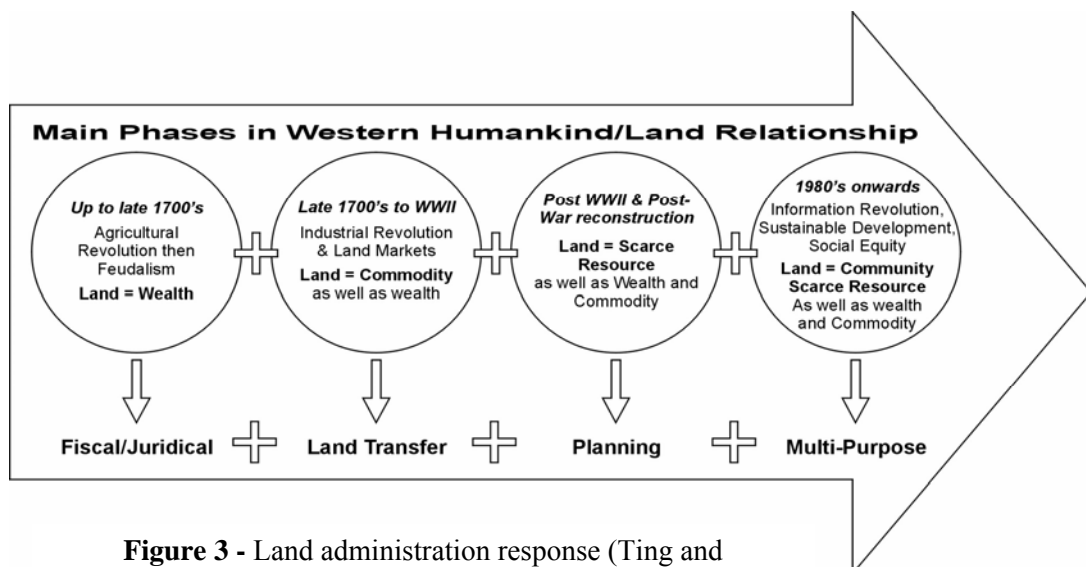 Main Phases in Western Humankind/Land Relationship
Up to late 1700's
Agricultural
Revolution then
Feudalism
Land = Wealth
Late 1700's to WWII
Industrial Revolution
& Land Markets
Land = Commodity
as well as wealth
Post WWII & Post-
War reconstruction
Land = Scarce
Resource
as well as Wealth and
Commodity
1980's onwards
Information Revolution,
Sustainable Development,
Social Equity
Land = Community
Scarce Resource
As well as wealth
and Commodity
Fiscal/Juridical
Land Transfer
Planning
Multi-Purpose
Figure 3 - Land administration response (Ting and